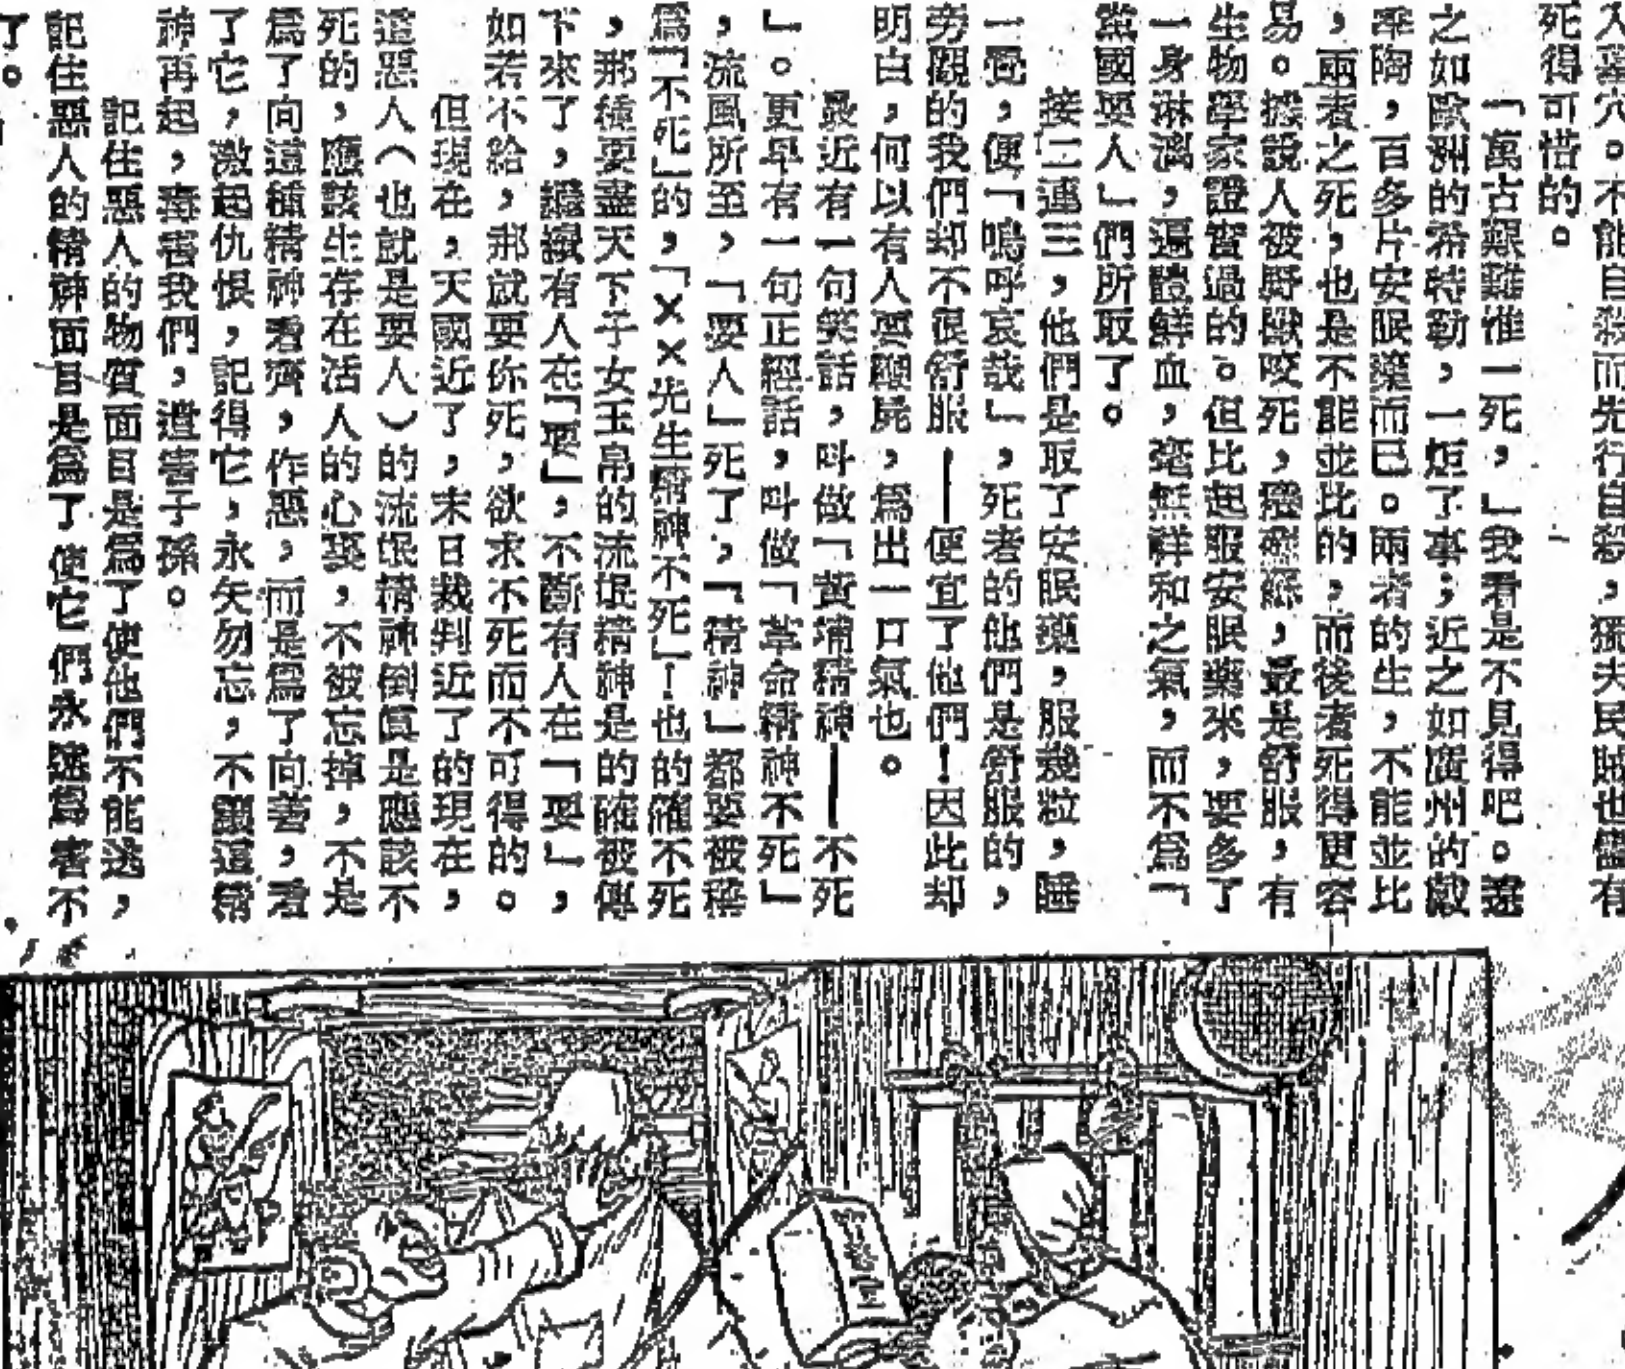 入墓穴。不能自殺而先行自殺，獨夫民賊也儘有
死得可惜的。
「萬古艱難惟一死，」我看是不見得吧。遠
之如歐洲的希特勒，一炬了事；近之如廣州的戴
季陶，百多片安眠藥而已。兩者的生，不能並比
，兩者之死，也是不能並比的，而後者死得更容
易。據說人被野獸咬死，癢癢然，最是舒服，有
生物學家證實過的。但比起服安眠藥來，要多了
一身淋漓，遍體鮮血，毫無祥和之氣，而不爲「
黨國要人」們所取了。
接二連三，他們是取了安眠藥，服幾粒，睡
一覺，便「嗚呼哀哉」，死者的他們是舒服的，
旁觀的我們却不很舒服——便宜了他們！因此却
明白，何以有人要鞭屍，爲出一口氣也。
最近有一句笑話，叫做「黃埔精神——不死
」。更早有一句正經話，叫做「革命精神不死」
，流風所至，「要人」死了，「精神」都要被稱
爲「不死」的，「××先生精神不死」！也的確不死
，那種要盡天下子女玉帛的流氓精神是的確被傳
下來了，繼續有人在「要」，不斷有人在「要」，
如若不給，那就要你死，欲求不死而不可得的。
但現在，天國近了，末日裁判近了的現在，
這惡人（也就是要人）的流氓精神倒眞是應該不
死的，應該生存在活人的心裏，不被忘掉，不是
爲了向這種精神看齊，作惡，而是爲了向善，看
了它，激起仇恨，記得它，永矢勿忘，不讓這精
神再起，毒害我們，遺害子孫。
記住惡人的物質面目是爲了使他們不能逃，
記住惡人的精神面目是爲了使它們永遠爲害不
了。